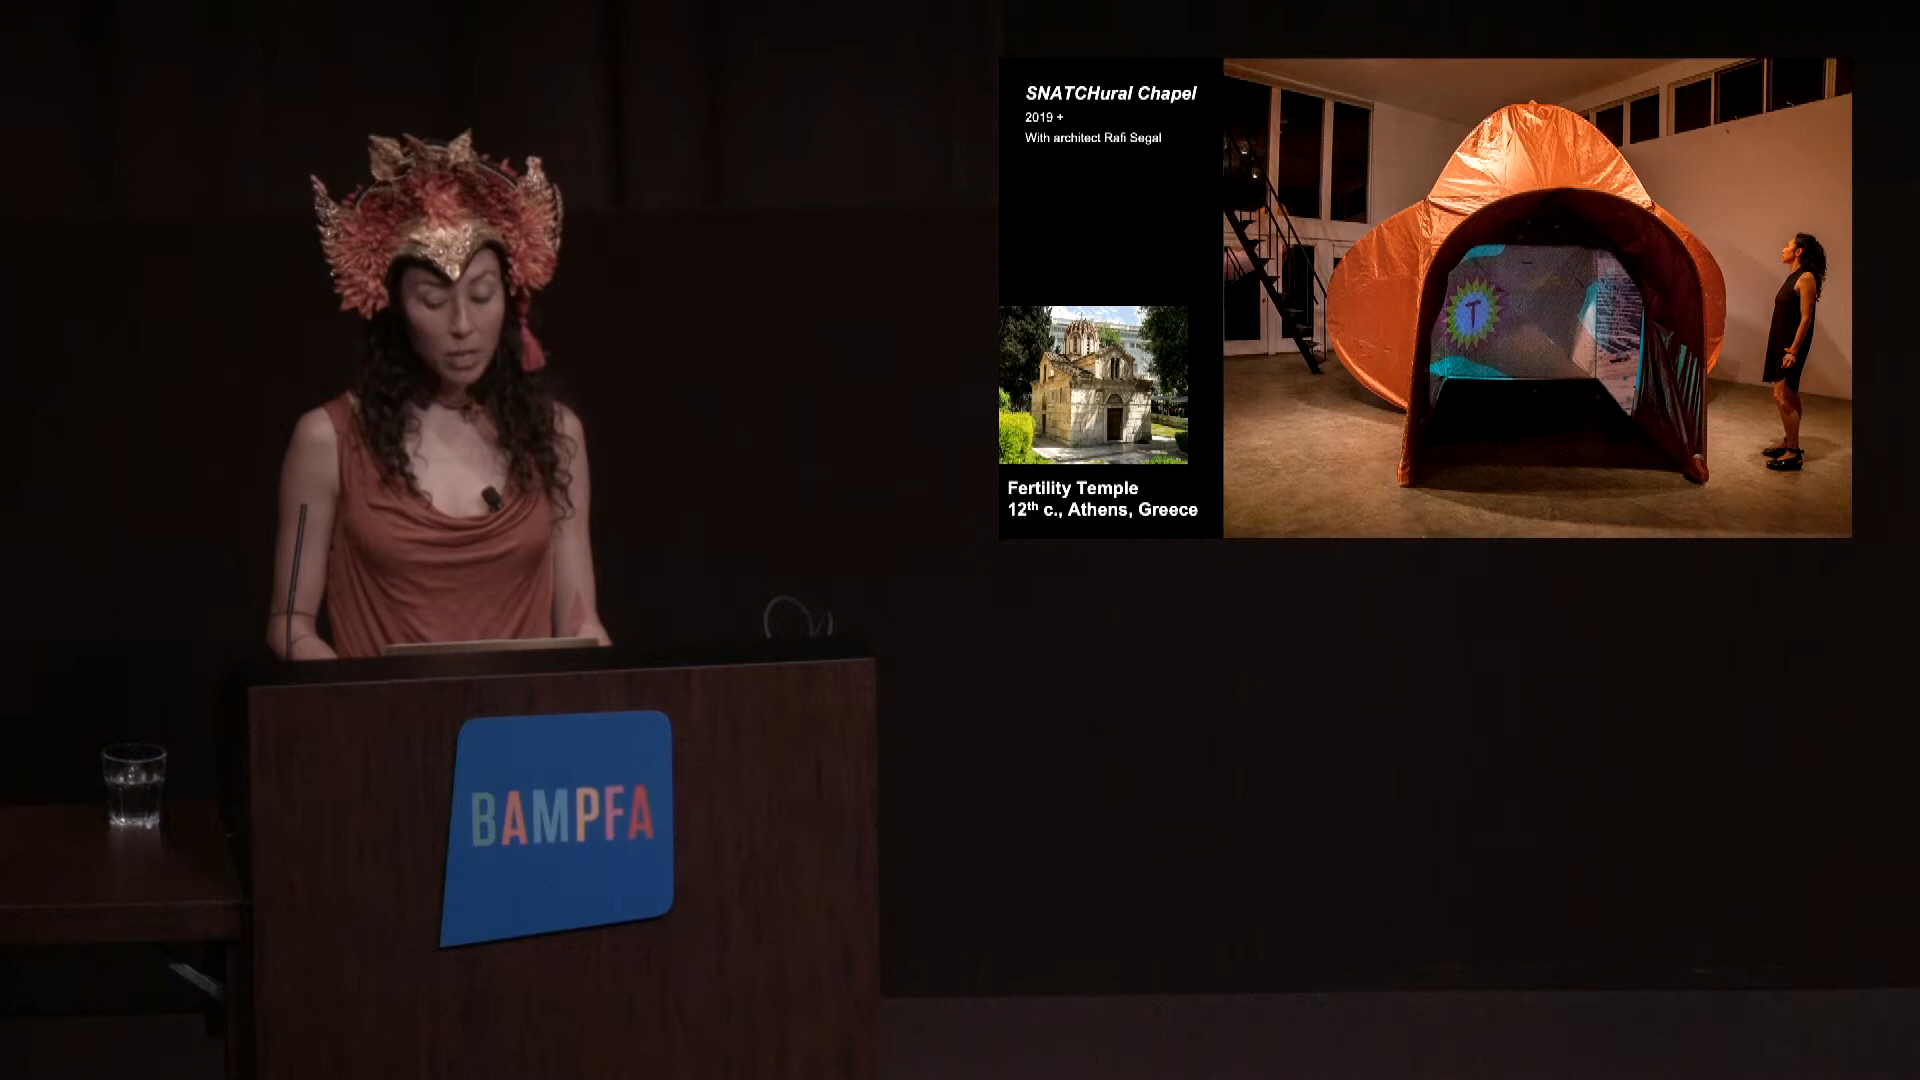 SNATCHural Chapel
2019 +
With architect Rafi Segal
Fertility Temple
12th c., Athens, Greece
T
BAMPFA